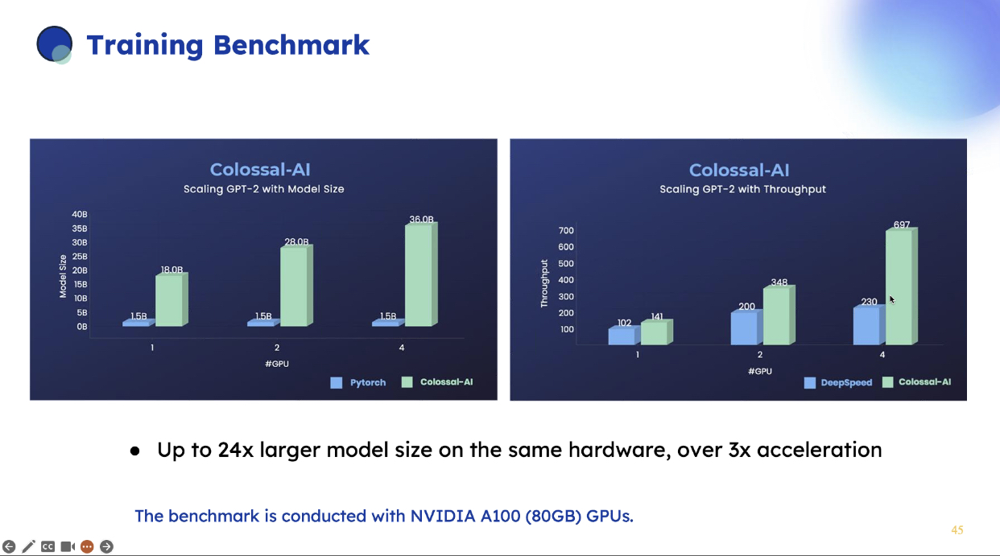 Training Benchmark
Colossal-AI
Scaling GPT-2 with Model Size
40B
35B
30B
25B
20B
15B
10B
5B
0B
Model Size
1.5B
18.0B
1.5B
28.0B
1.5B
36.0B
1
2
4
#GPU
Pytorch
Colossal-AI
Colossal-AI
Scaling GPT-2 with Throughput
700
600
500
400
300
200
100
Throughput
102
141
200
348
230
697
1
2
4
#GPU
DeepSpeed
Colossal-AI
● Up to 24x larger model size on the same hardware, over 3x acceleration
The benchmark is conducted with NVIDIA A100 (80GB) GPUs.
45
CC